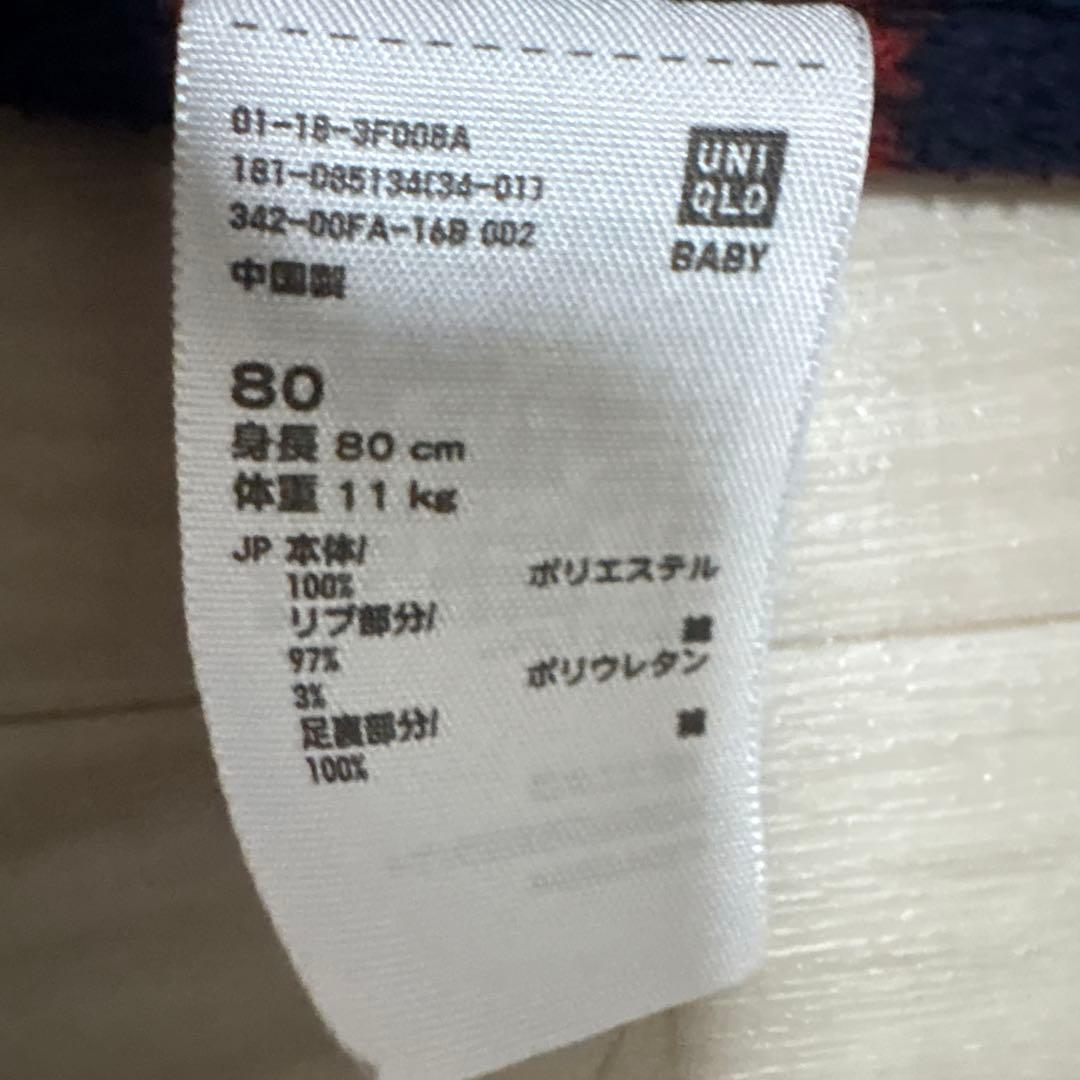 01-18-3F008A
181-085134(34-01)
342-00FA-16B 002
中国製
UNI
QLO
BABY
80
身長 80 cm
体重 11 kg
JP 本体/
ポリエステル
100%
リブ部分/
綿
97%
ポリウレタン
3%
足裏部分/
綿
100%